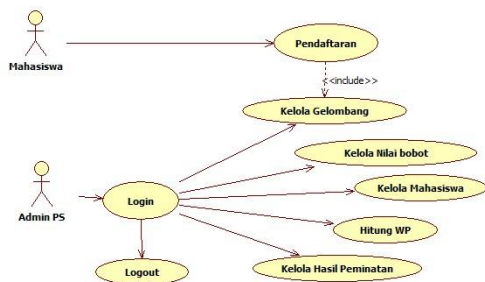 Pendaftaran
Mahasiswa
<<include>>
Kelola Gelombang
Kelola Nilai bobot
Kelola Mahasiswa
Admin PS
Login
Hitung WP
Logout
Kelola Hasil Peminatan